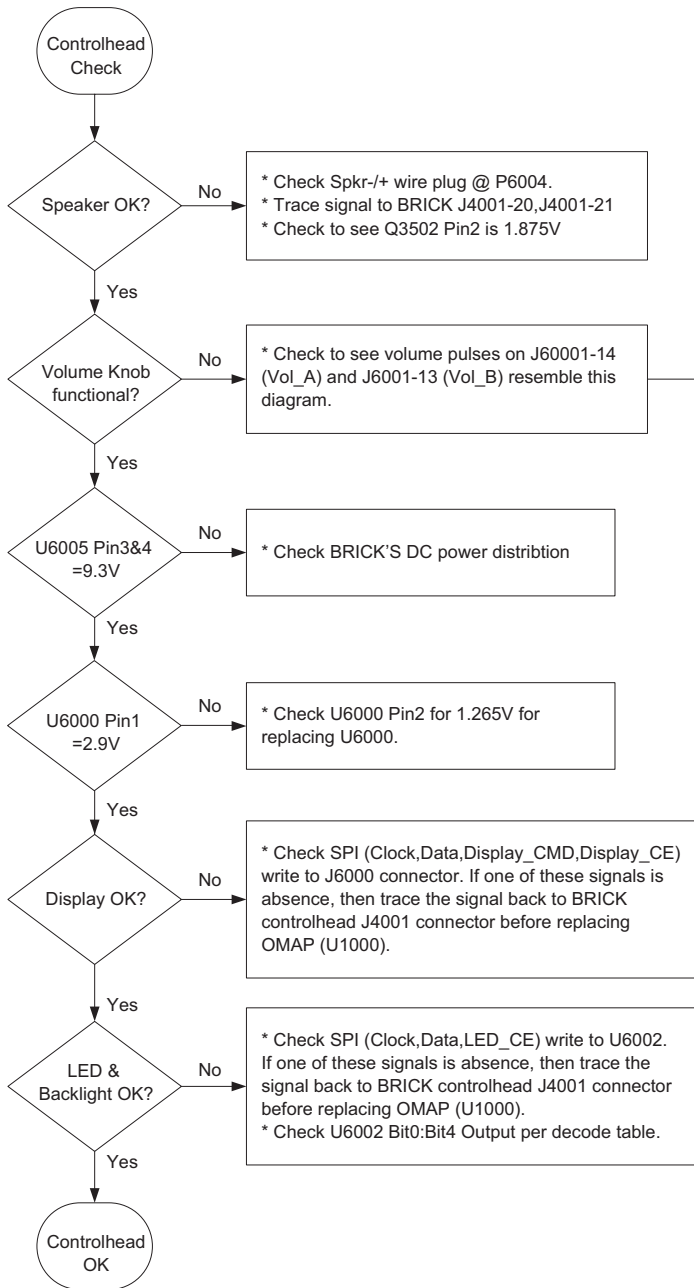 Controlhead
Check
Speaker OK?
No
* Check Spkr-/+ wire plug @ P6004.
* Trace signal to BRICK J4001-20,J4001-21
* Check to see Q3502 Pin2 is 1.875V
Yes
Volume Knob
functional?
No
* Check to see volume pulses on J60001-14
(Vol_A) and J6001-13 (Vol_B) resemble this
diagram.
Yes
U6005 Pin3&4
=9.3V
No
* Check BRICK'S DC power distribtion
Yes
U6000 Pin1
=2.9V
No
* Check U6000 Pin2 for 1.265V for
replacing U6000.
Yes
Display OK?
No
* Check SPI (Clock,Data,Display_CMD,Display_CE)
write to J6000 connector. If one of these signals is
absence, then trace the signal back to BRICK
controlhead J4001 connector before replacing
OMAP (U1000).
Yes
LED &
Backlight OK?
No
* Check SPI (Clock,Data,LED_CE) write to U6002.
If one of these signals is absence, then trace the
signal back to BRICK controlhead J4001 connector
before replacing OMAP (U1000).
* Check U6002 Bit0:Bit4 Output per decode table.
Yes
Controlhead
OK